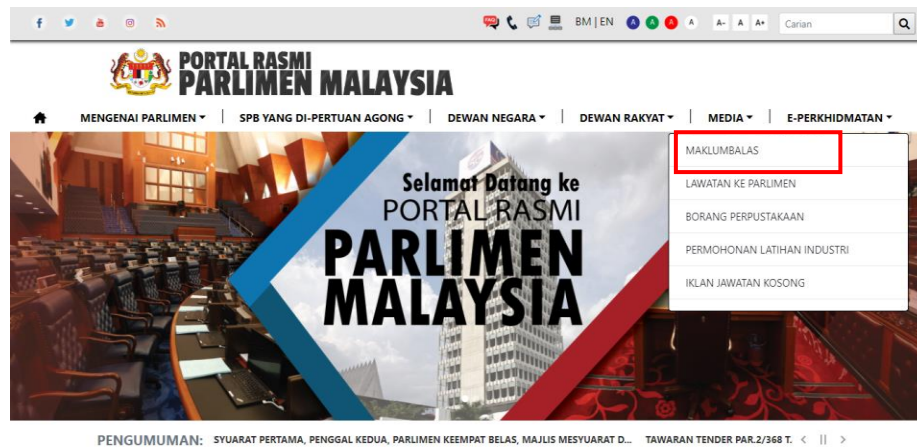 FAQ
BM | EN A A A A A- A A+ Carian
PORTAL RASMI
PARLIMEN MALAYSIA
MENGENAI PARLIMEN SPB YANG DI-PERTUAN AGONG DEWAN NEGARA DEWAN RAKYAT MEDIA E-PERKHIDMATAN
MAKLUMBALAS
LAWATAN KE PARLIMEN
BORANG PERPUSTAKAAN
PERMOHONAN LATIHAN INDUSTRI
IKLAN JAWATAN KOSONG
Selamat Datang ke
PORTAL RASMI
PARLIMEN
MALAYSIA
PENGUMUMAN: SYUARAT PERTAMA, PENGGAL KEDUA, PARLIMEN KEEMPAT BELAS, MAJLIS MESYUARAT D... TAWARAN TENDER PAR.2/368 T.